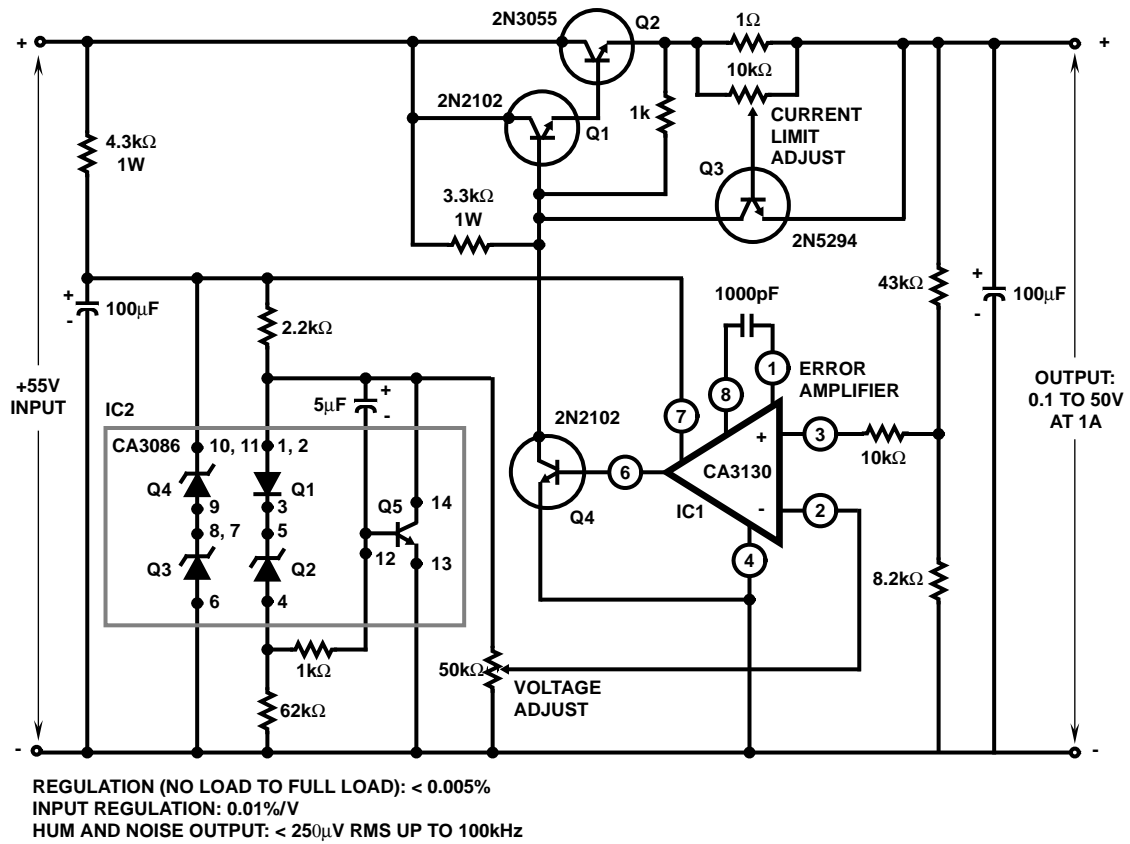 2N3055
Q2
1Ω
+
+
10kΩ
2N2102
Q1
1k
CURRENT
LIMIT
ADJUST
4.3kΩ
1W
Q3
3.3kΩ
1W
2N5294
+
-
100μF
2.2kΩ
1000pF
43kΩ
+
-
100μF
+55V
INPUT
5μF
+
-
1
ERROR
AMPLIFIER
OUTPUT:
0.1 TO 50V
AT 1A
IC2
8
7
2N2102
CA3086
10, 11
1, 2
+
3
Q4
Q1
6
CA3130
10kΩ
9
3
Q5
14
Q4
IC1
-
2
8, 7
5
12
13
Q3
Q2
4
8.2kΩ
6
4
1kΩ
50kΩ
VOLTAGE
ADJUST
62kΩ
-
-
REGULATION (NO LOAD TO FULL LOAD): < 0.005%
INPUT REGULATION: 0.01%/V
HUM AND NOISE OUTPUT: < 250μV RMS UP TO 100kHz